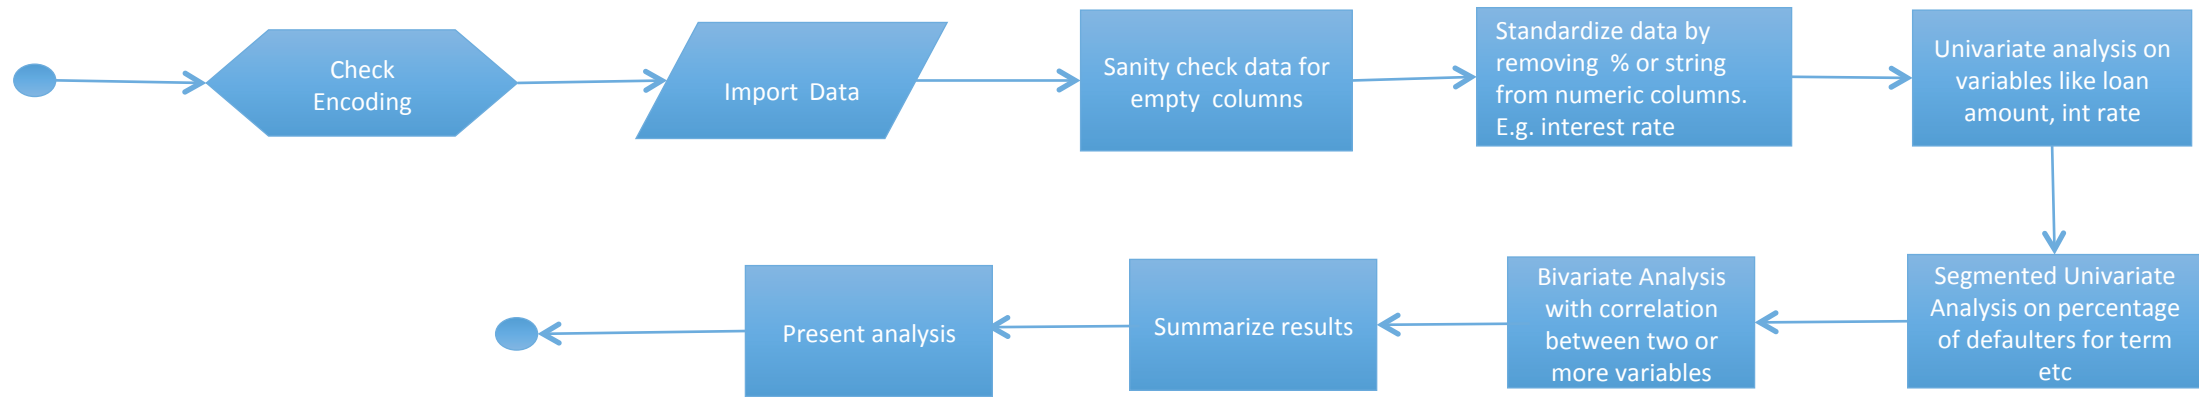 Check
Encoding
Import  Data
Sanity check data for
empty  columns
Standardize data by
removing  % or string
from numeric columns.
E.g. interest rate
Univariate analysis on
variables like loan
amount, int rate
Segmented Univariate
Analysis on percentage
of defaulters for term
etc
Bivariate Analysis
with correlation
between two or
more variables
Summarize results
Present analysis